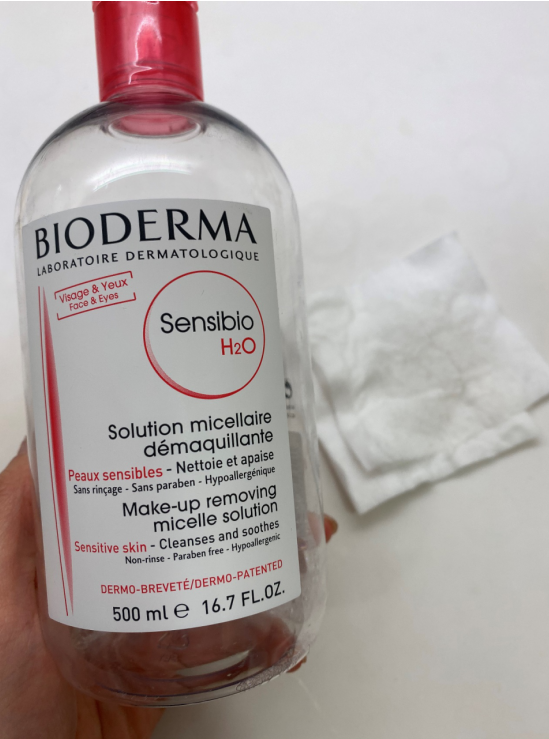 BIODERMA
LABORATOIRE DERMATOLOGIQUE
Visage & Yeux
Face & Eyes
Sensibio
H2O
Solution micellaire
démaquillante
Peaux sensibles - Nettoie et apaise
Sans rinçage - Sans paraben - Hypoallergénique
Make-up removing
micelle solution
Sensitive skin - Cleanses and soothes
Non-rinse - Paraben free - Hypoallergenic
DERMO-BREVETÉ/DERMO-PATENTED
500 ml e 16.7 FL.OZ.